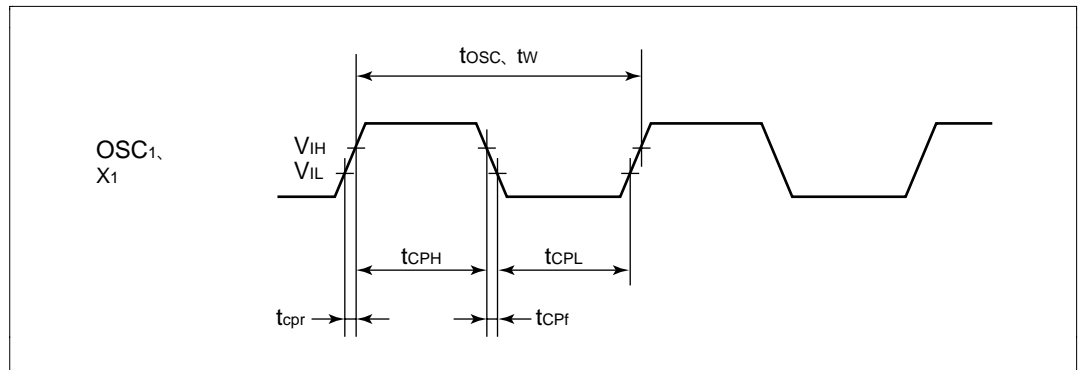 tOSC、tW
OSC1、
X1
VIH
VIL
tCPH
tCPL
tcpr
tCPf